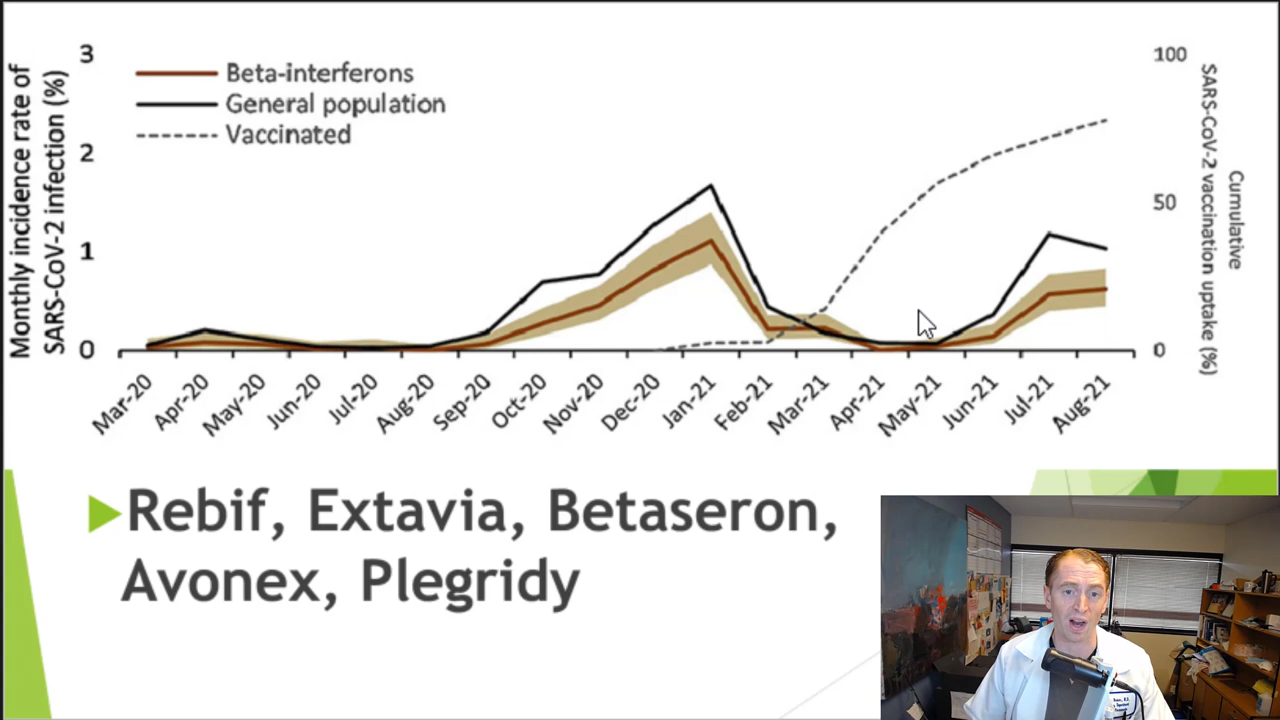 Monthly incidence rate of
SARS-CoV-2 infection (%)
3
2
1
0
Beta-interferons
General population
Vaccinated
100
50
0
Cumulative
SARS-CoV-2 vaccination uptake (%)
Mar-20
Apr-20
May-20
Jun-20
Jul-20
Aug-20
Sep-20
Oct-20
Nov-20
Dec-20
Jan-21
Feb-21
Mar-21
Apr-21
May-21
Jun-21
Jul-21
Aug-21
Rebif, Extavia, Betaseron,
Avonex, Plegridy